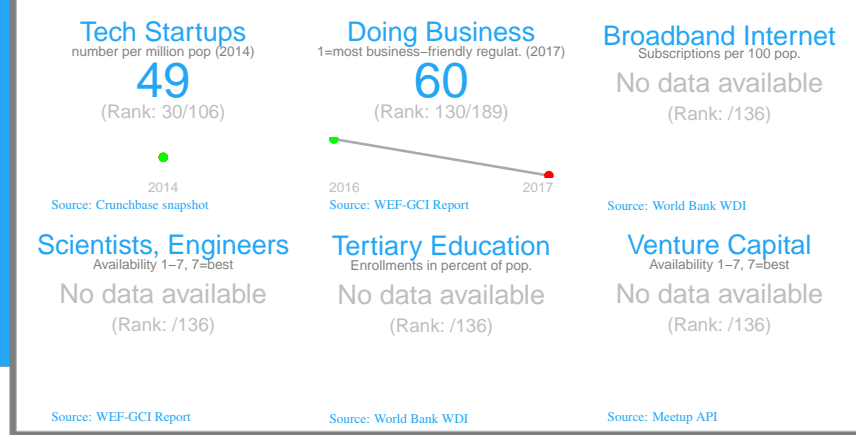 Tech Startups
number per million pop (2014)
49
(Rank: 30/106)
2014
Source: Crunchbase snapshot
Doing Business
1=most business−friendly regulat. (2017)
60
(Rank: 130/189)
2016 2017
Source: WEF-GCI Report
Broadband Internet
Subscriptions per 100 pop.
No data available
(Rank: /136)
Source: World Bank WDI
Scientists, Engineers
Availability 1−7, 7=best
No data available
(Rank: /136)
Source: WEF-GCI Report
Tertiary Education
Enrollments in percent of pop.
No data available
(Rank: /136)
Source: World Bank WDI
Venture Capital
Availability 1−7, 7=best
No data available
(Rank: /136)
Source: Meetup API